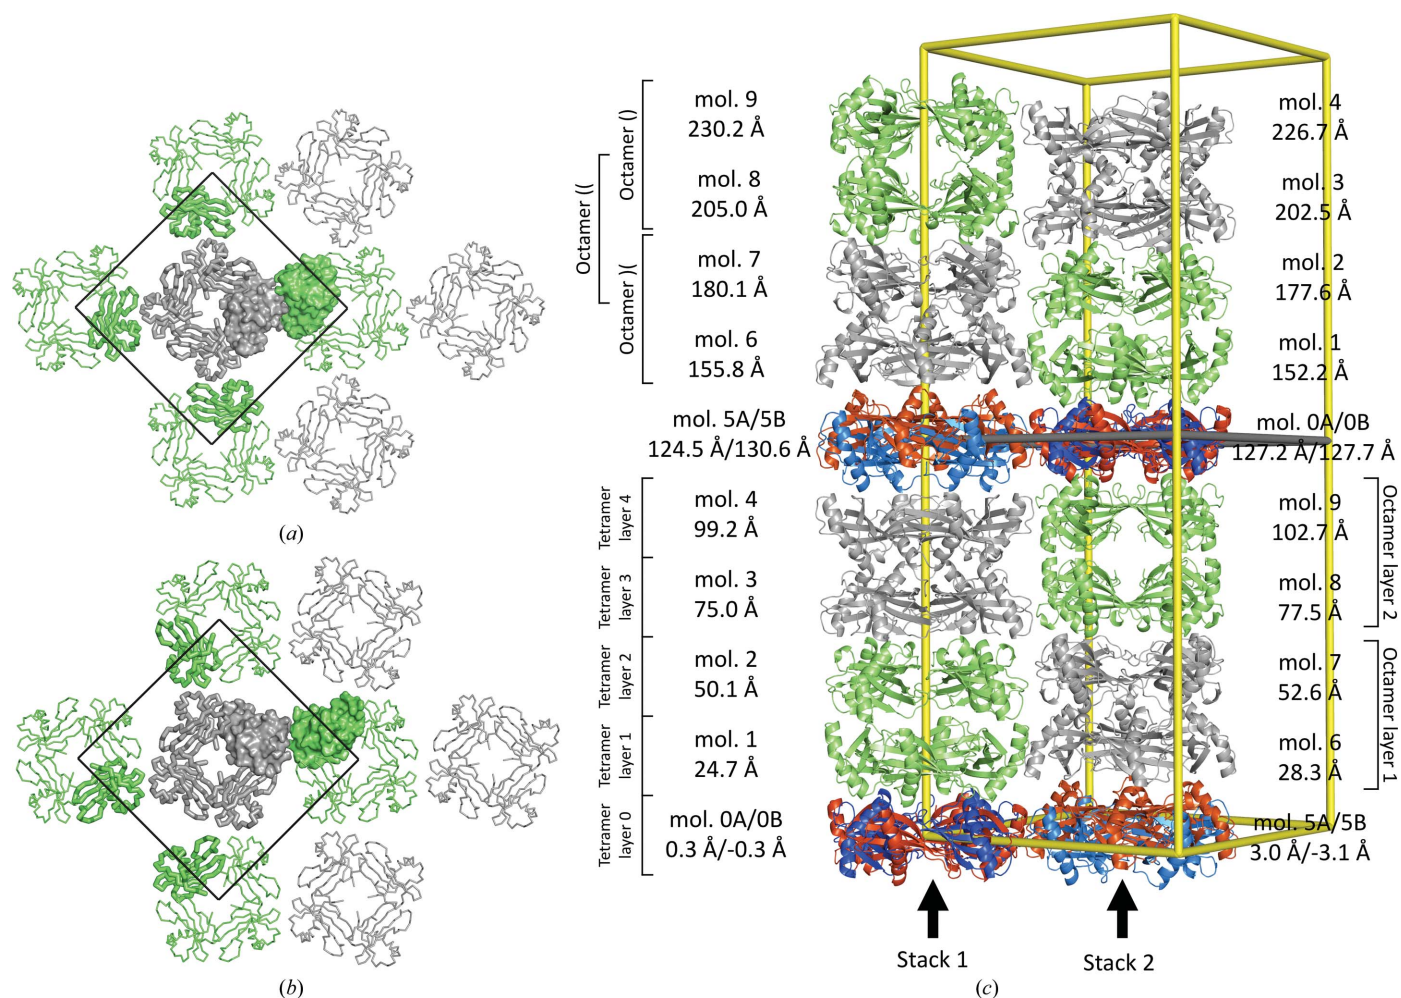 (a)
(b)
Octamer ((
Octamer ()
Octamer )(
mol. 9
230.2 Å
mol. 8
205.0 Å
mol. 7
180.1 Å
mol. 6
155.8 Å
mol. 5A/5B
124.5 Å/130.6 Å
Tetramer
layer 4
mol. 4
99.2 Å
Tetramer
layer 3
mol. 3
75.0 Å
Tetramer
layer 2
mol. 2
50.1 Å
Tetramer
layer 1
mol. 1
24.7 Å
Tetramer
layer 0
mol. 0A/0B
0.3 Å/-0.3 Å
mol. 4
226.7 Å
mol. 3
202.5 Å
mol. 2
177.6 Å
mol. 1
152.2 Å
mol. 0A/0B
127.2 Å/127.7 Å
mol. 9
102.7 Å
mol. 8
77.5 Å
Octamer layer 2
mol. 7
52.6 Å
mol. 6
28.3 Å
Octamer layer 1
mol. 5A/5B
3.0 Å/-3.1 Å
Stack 1
Stack 2
(c)